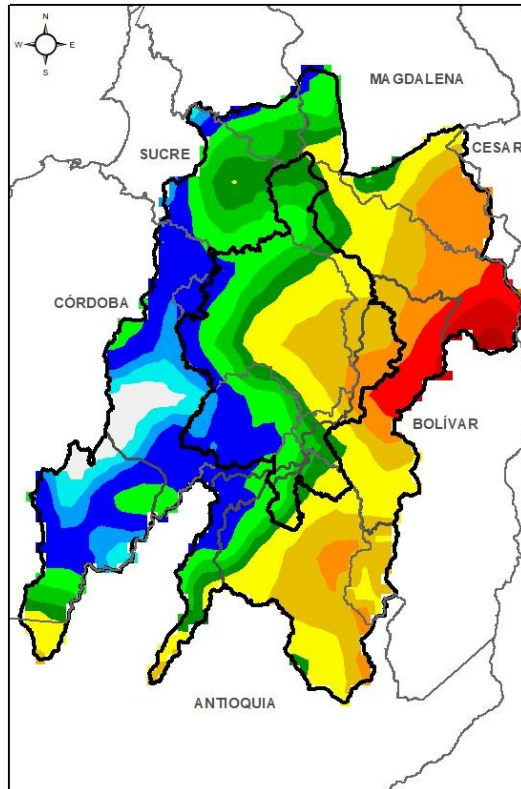 N
W E
S
MAGDALENA
CESAR
SUCRE
CÓRDOBA
BOLÍVAR
ANTIOQUIA